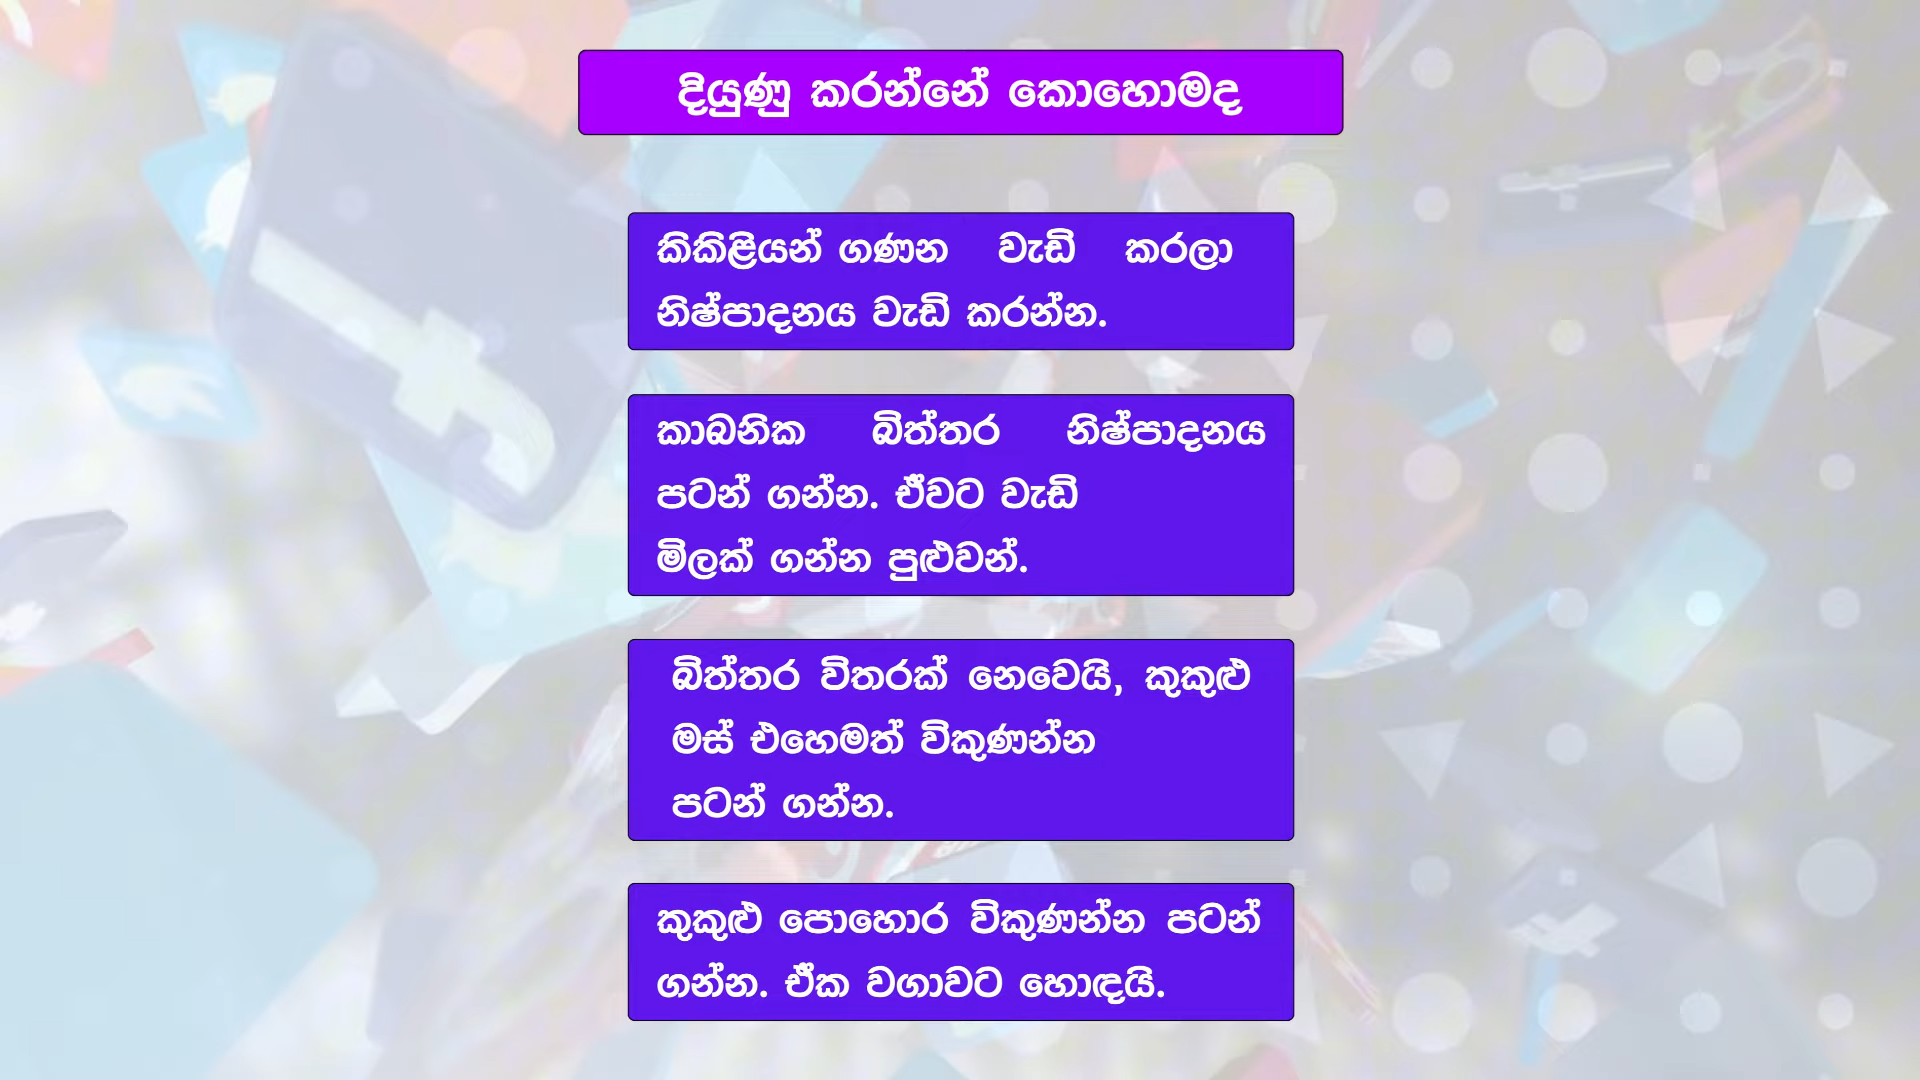 දියුණු කරන්නේ කොහොමද
කිකිළියන් ගණන වැඩි කරලා
නිෂ්පාදනය වැඩි කරන්න.
කාබනික බිත්තර නිෂ්පාදනය
පටන් ගන්න. ඒවට වැඩි
මිලක් ගන්න පුළුවන්.
බිත්තර විතරක් නෙවෙයි, කුකුළු
මස් එහෙමත් විකුණන්න
පටන් ගන්න.
කුකුළු පොහොර විකුණන්න පටන්
ගන්න. ඒක වගාවට හොඳයි.